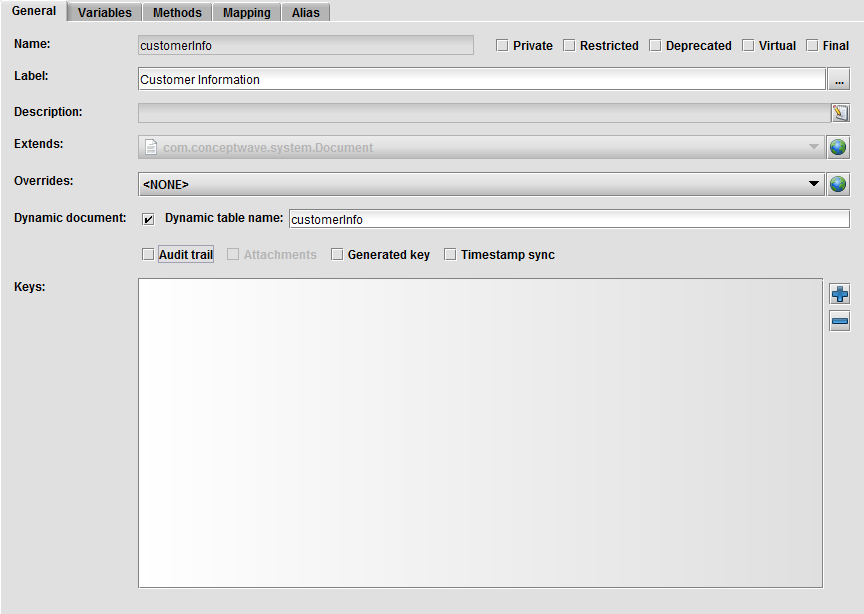 General Variables Methods Mapping Alias
Name: customerInfo Private Restricted Deprecated Virtual Final
Label: Customer Information ...
Description:
Extends: com.conceptwave.system.Document
Overrides: <NONE>
Dynamic document: Dynamic table name: customerInfo
Audit trail Attachments Generated key Timestamp sync
Keys: